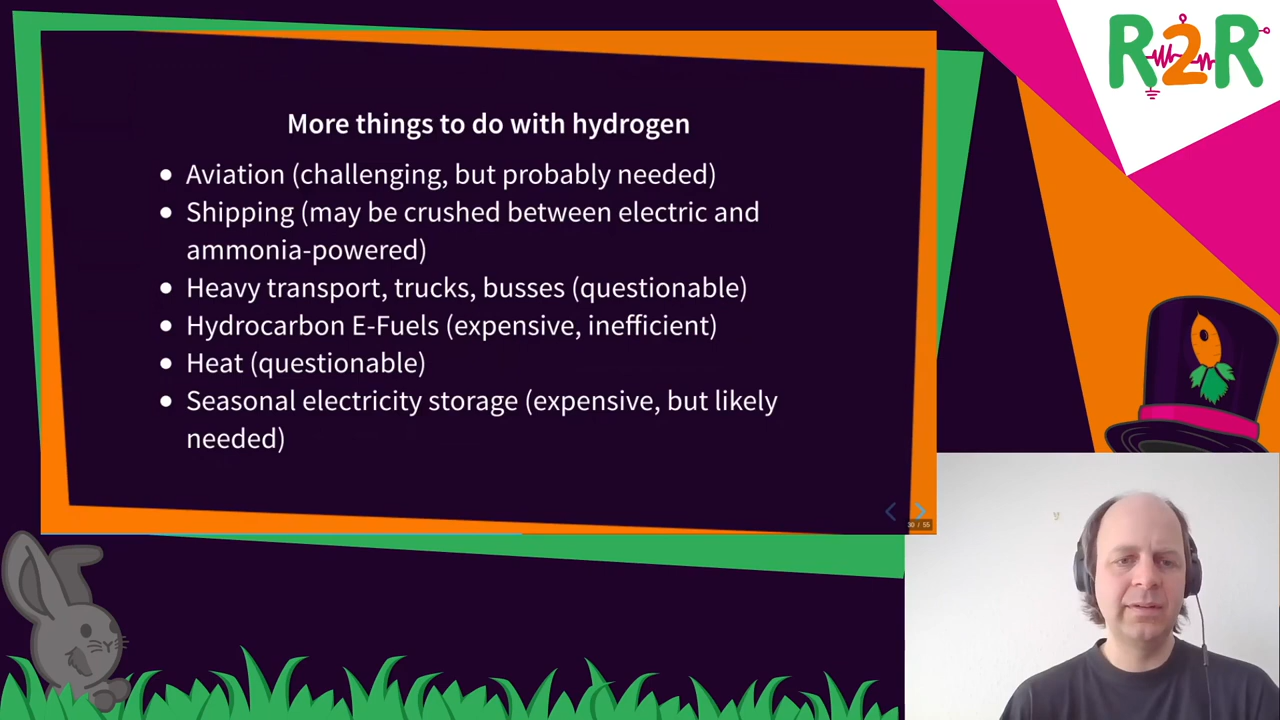 R2R
More things to do with hydrogen
Aviation (challenging, but probably needed)
Shipping (may be crushed between electric and
ammonia-powered)
Heavy transport, trucks, busses (questionable)
Hydrocarbon E-Fuels (expensive, inefficient)
Heat (questionable)
Seasonal electricity storage (expensive, but likely
needed)
30 / 55